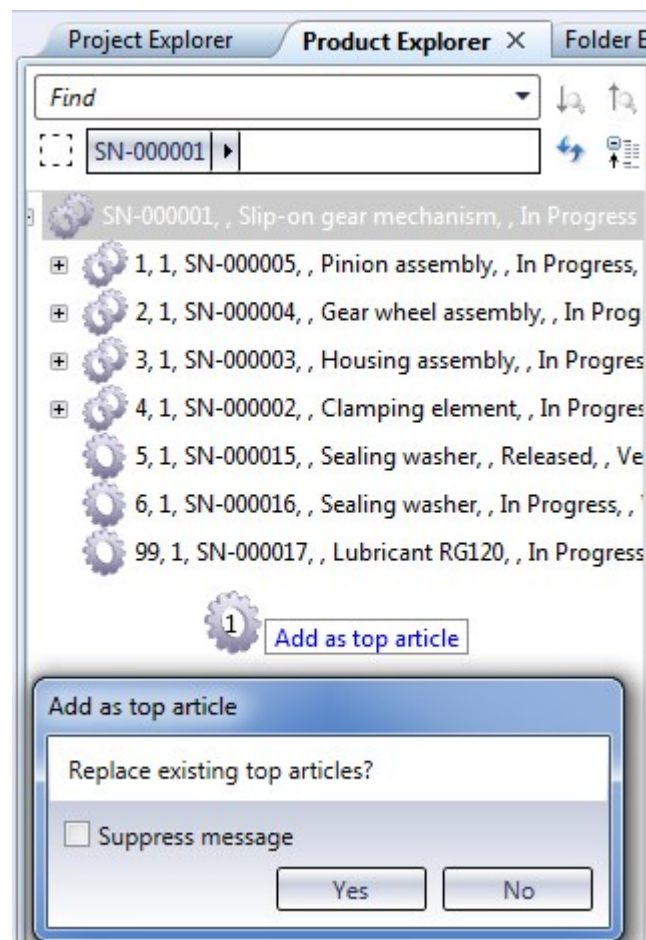 Project Explorer Product Explorer × Folder E
Find
SN-000001
SN-000001, , Slip-on gear mechanism, , In Progress
1, 1, SN-000005, , Pinion assembly, , In Progress,
2, 1, SN-000004, , Gear wheel assembly, , In Prog
3, 1, SN-000003, , Housing assembly, , In Progres
4, 1, SN-000002, , Clamping element, , In Progres
5, 1, SN-000015, , Sealing washer, , Released, , Ve
6, 1, SN-000016, , Sealing washer, , In Progress, ,
99, 1, SN-000017, , Lubricant RG120, , In Progress
1 Add as top article
Add as top article
Replace existing top articles?
Suppress message
Yes No